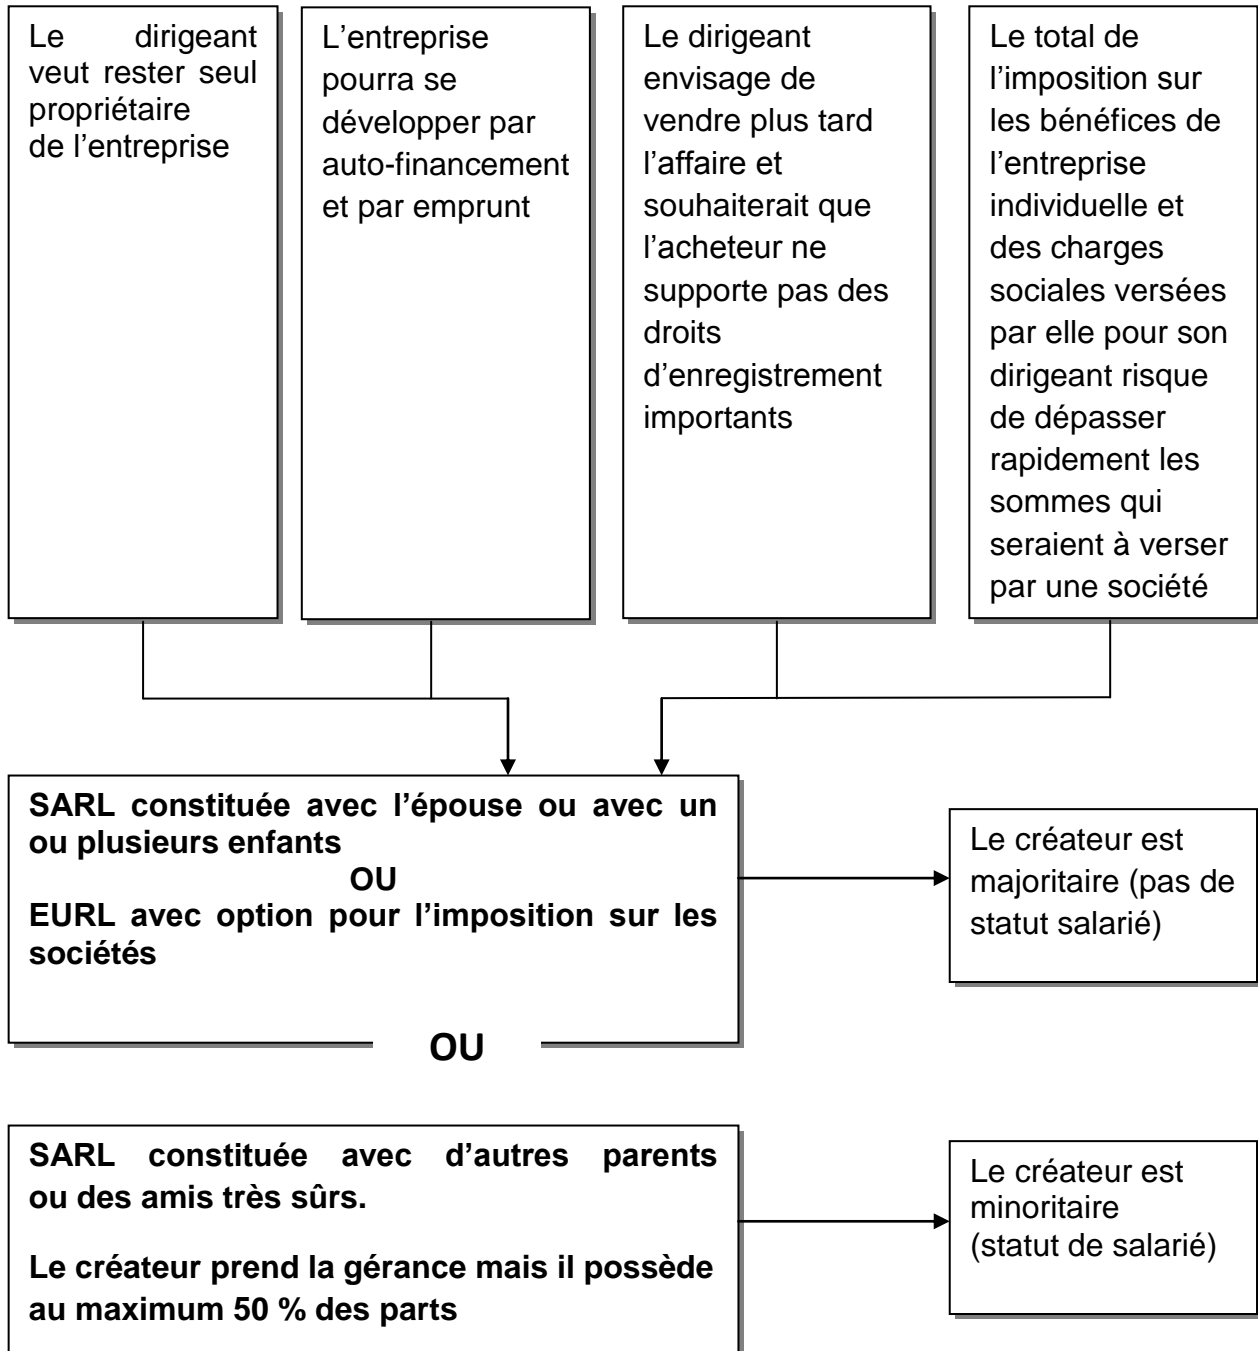 Le dirigeant
veut rester seul
propriétaire
de l’entreprise
L’entreprise
pourra se
développer par
auto-financement
et par emprunt
Le dirigeant
envisage de
vendre plus tard
l’affaire et
souhaiterait que
l’acheteur ne
supporte pas des
droits
d’enregistrement
importants
Le total de
l’imposition sur
les bénéfices de
l’entreprise
individuelle et
des charges
sociales versées
par elle pour son
dirigeant risque
de dépasser
rapidement les
sommes qui
seraient à verser
par une société
SARL constituée avec l’épouse ou avec un
ou plusieurs enfants
OU
EURL avec option pour l’imposition sur les
sociétés
Le créateur est
majoritaire (pas de
statut salarié)
OU
SARL constituée avec d’autres parents
ou des amis très sûrs.
Le créateur prend la gérance mais il possède
au maximum 50 % des parts
Le créateur est
minoritaire
(statut de salarié)